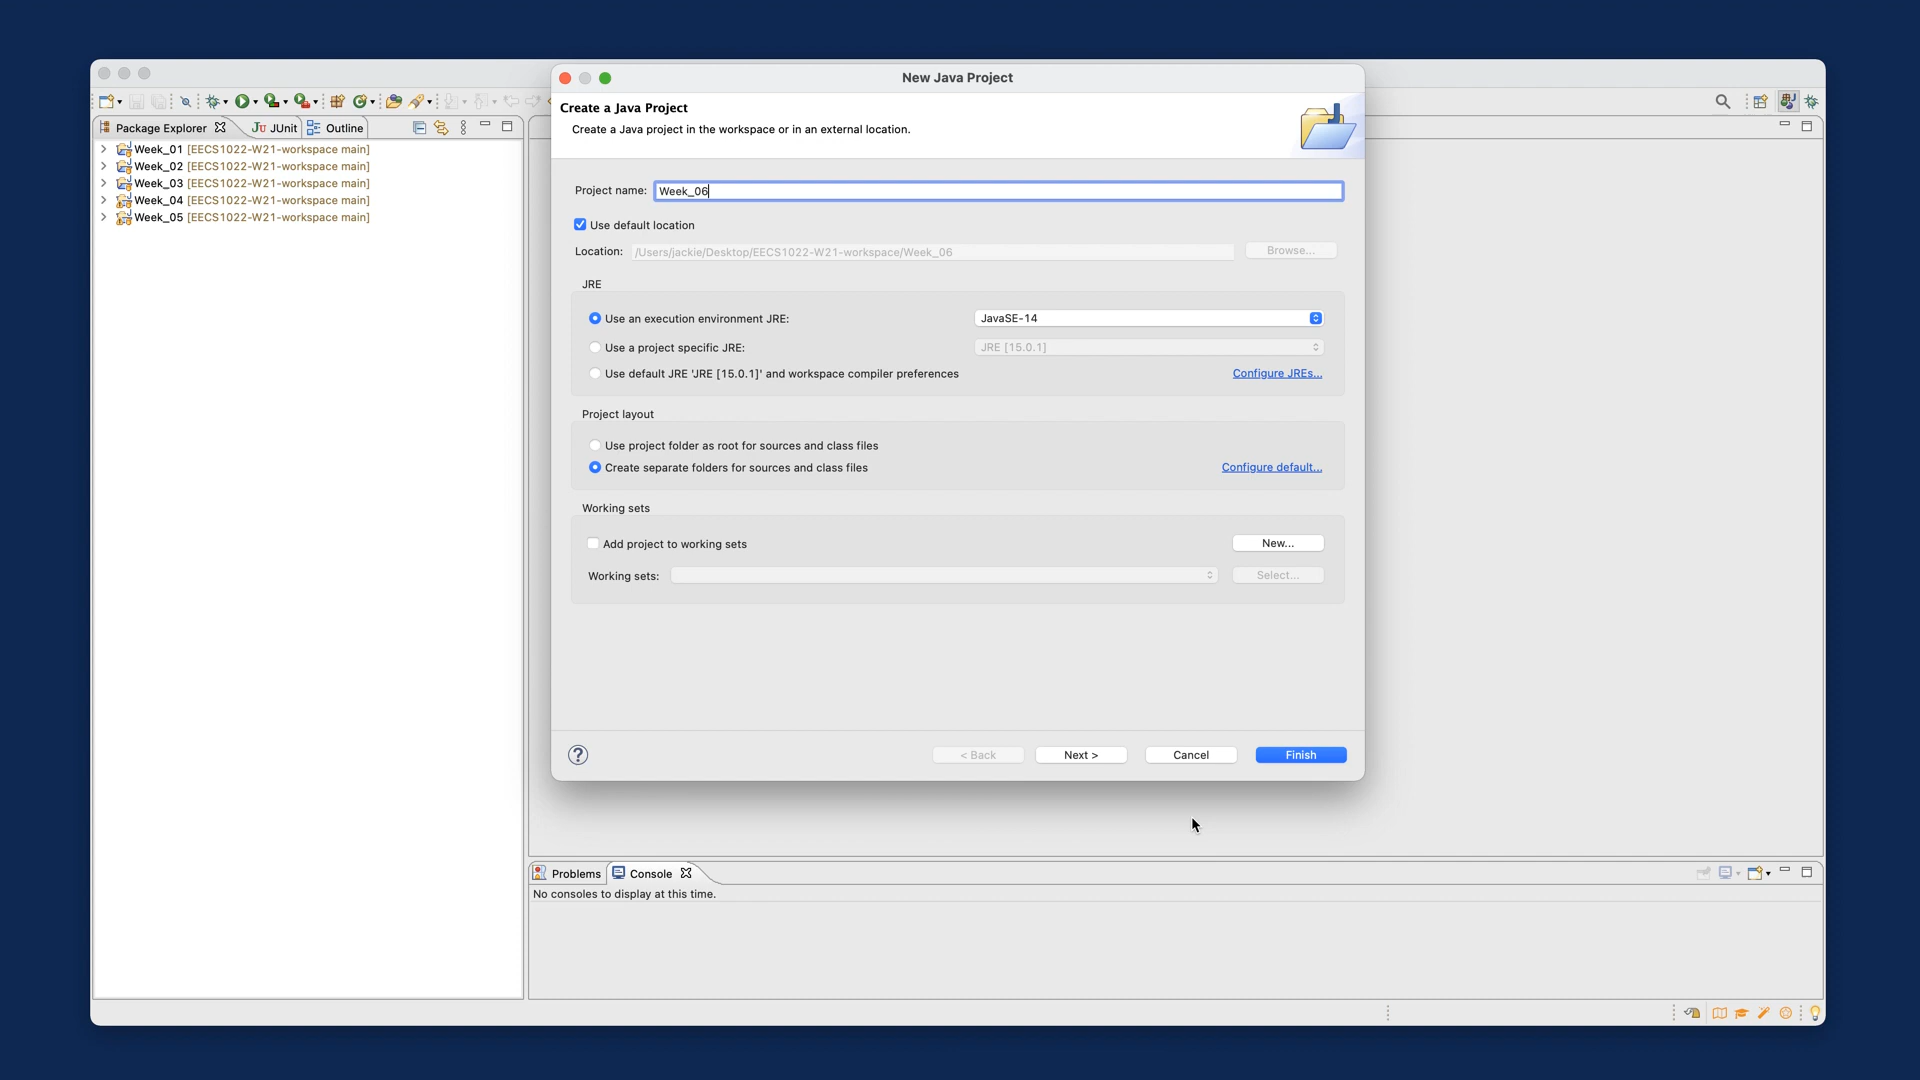 New Java Project
Create a Java Project
Create a Java project in the workspace or in an external location.
Package Explorer
JUnit
Outline
Week_01 [EECS1022-W21-workspace main]
Week_02 [EECS1022-W21-workspace main]
Week_03 [EECS1022-W21-workspace main]
Week_04 [EECS1022-W21-workspace main]
Week_05 [EECS1022-W21-workspace main]
Project name: Week_06
Use default location
Location: /Users/jackie/Desktop/EECS1022-W21-workspace/Week_06 Browse...
JRE
Use an execution environment JRE: JavaSE-14
Use a project specific JRE: JRE [15.0.1]
Use default JRE 'JRE [15.0.1]' and workspace compiler preferences Configure JREs...
Project layout
Use project folder as root for sources and class files
Create separate folders for sources and class files Configure default...
Working sets
Add project to working sets New...
Working sets: Select...
? < Back Next > Cancel Finish
Problems Console
No consoles to display at this time.